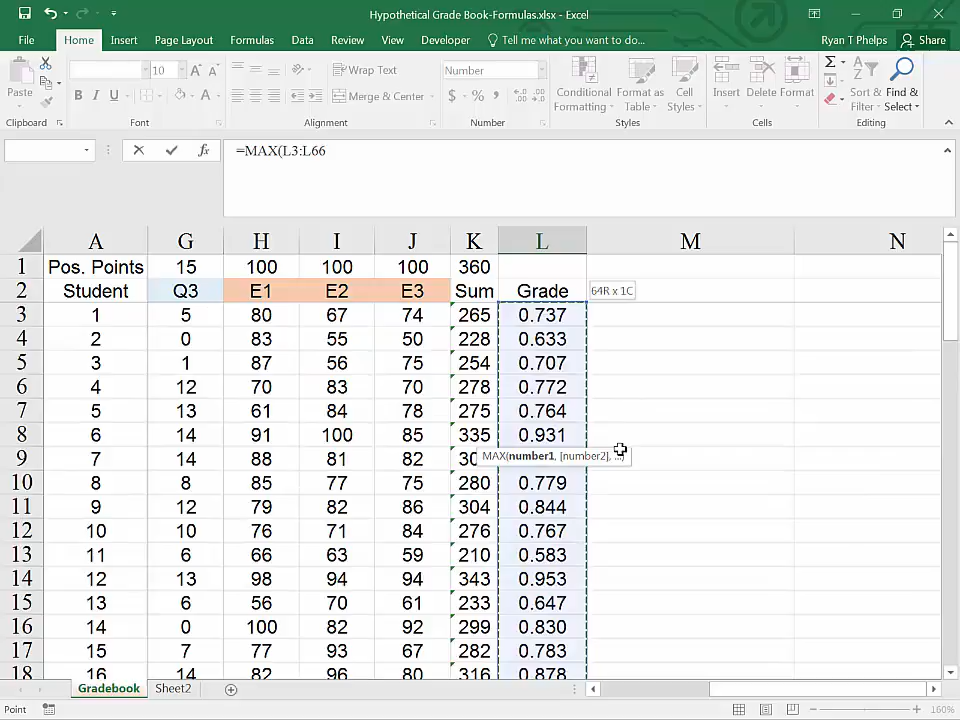 Hypothetical Grade Book-Formulas.xlsx - Excel
File Home Insert Page Layout Formulas Data Review View Developer Tell me what you want to do... Ryan T Phelps Share
Paste 10 A A Wrap Text Number Conditional Formatting Format as Table Cell Styles Insert Delete Format Sort & Filter Find & Select
B I U A Merge & Center $ % ,
Clipboard Font Alignment Number Styles Cells Editing
fx =MAX(L3:L66
A G H I J K L M N
1 Pos. Points 15 100 100 100 360
2 Student Q3 E1 E2 E3 Sum Grade 64R x 1C
3 1 5 80 67 74 265 0.737
4 2 0 83 55 50 228 0.633
5 3 1 87 56 75 254 0.707
6 4 12 70 83 70 278 0.772
7 5 13 61 84 78 275 0.764
8 6 14 91 100 85 335 0.931
9 7 14 88 81 82 30 MAX(number1, [number2], ...)
10 8 8 85 77 75 280 0.779
11 9 12 79 82 86 304 0.844
12 10 10 76 71 84 276 0.767
13 11 6 66 63 59 210 0.583
14 12 13 98 94 94 343 0.953
15 13 6 56 70 61 233 0.647
16 14 0 100 82 92 299 0.830
17 15 7 77 93 67 282 0.783
18 16 14 82 96 80 316 0.878
Gradebook Sheet2
Point 160%